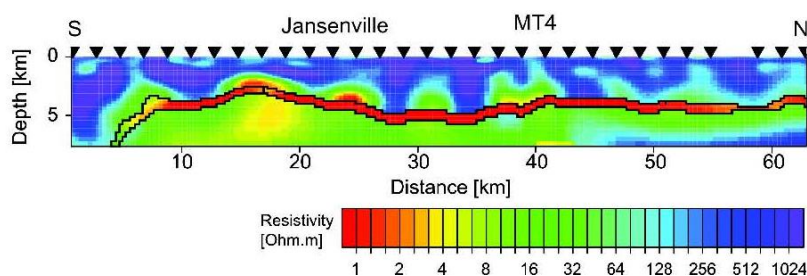 S Jansenville MT4 N
Depth [km]
0
5
10 20 30 40 50 60
Distance [km]
Resistivity
[Ohm.m]
1 2 4 8 16 32 64 128 256 512 1024